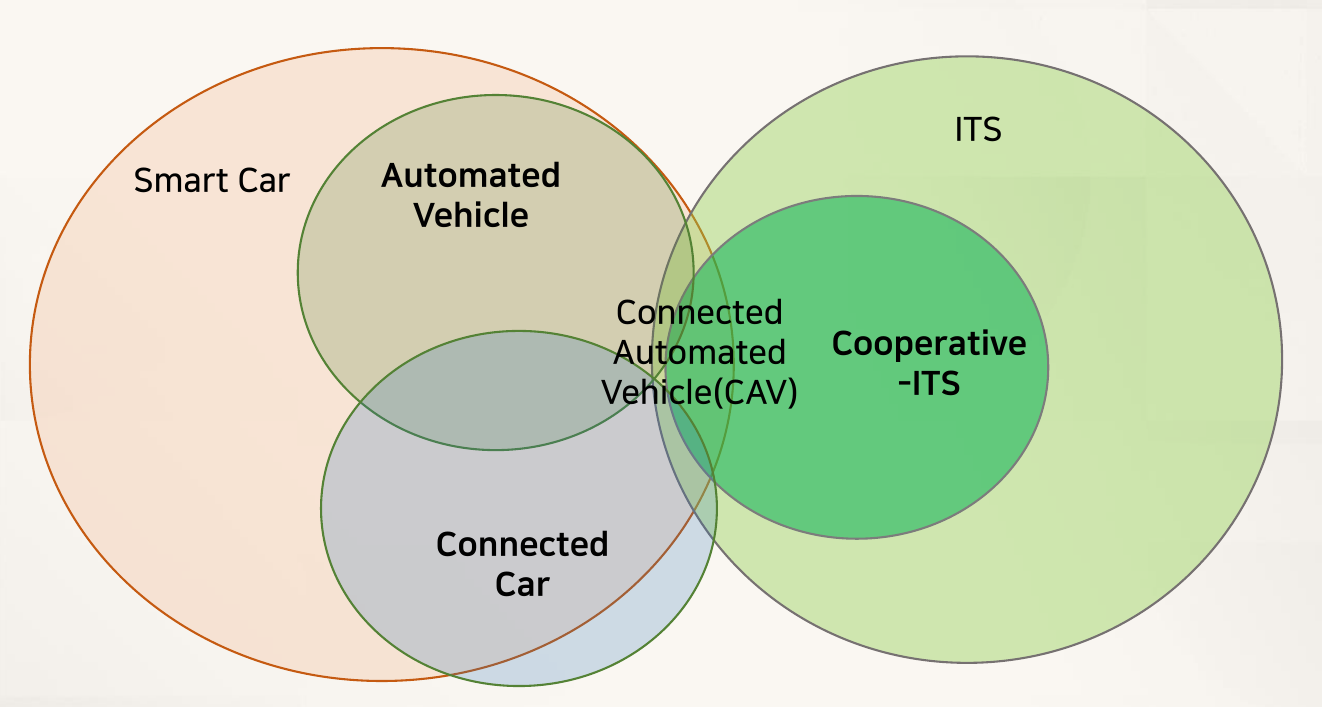 Smart Car
Automated
Vehicle
ITS
Connected
Automated
Vehicle(CAV)
Cooperative
-ITS
Connected
Car